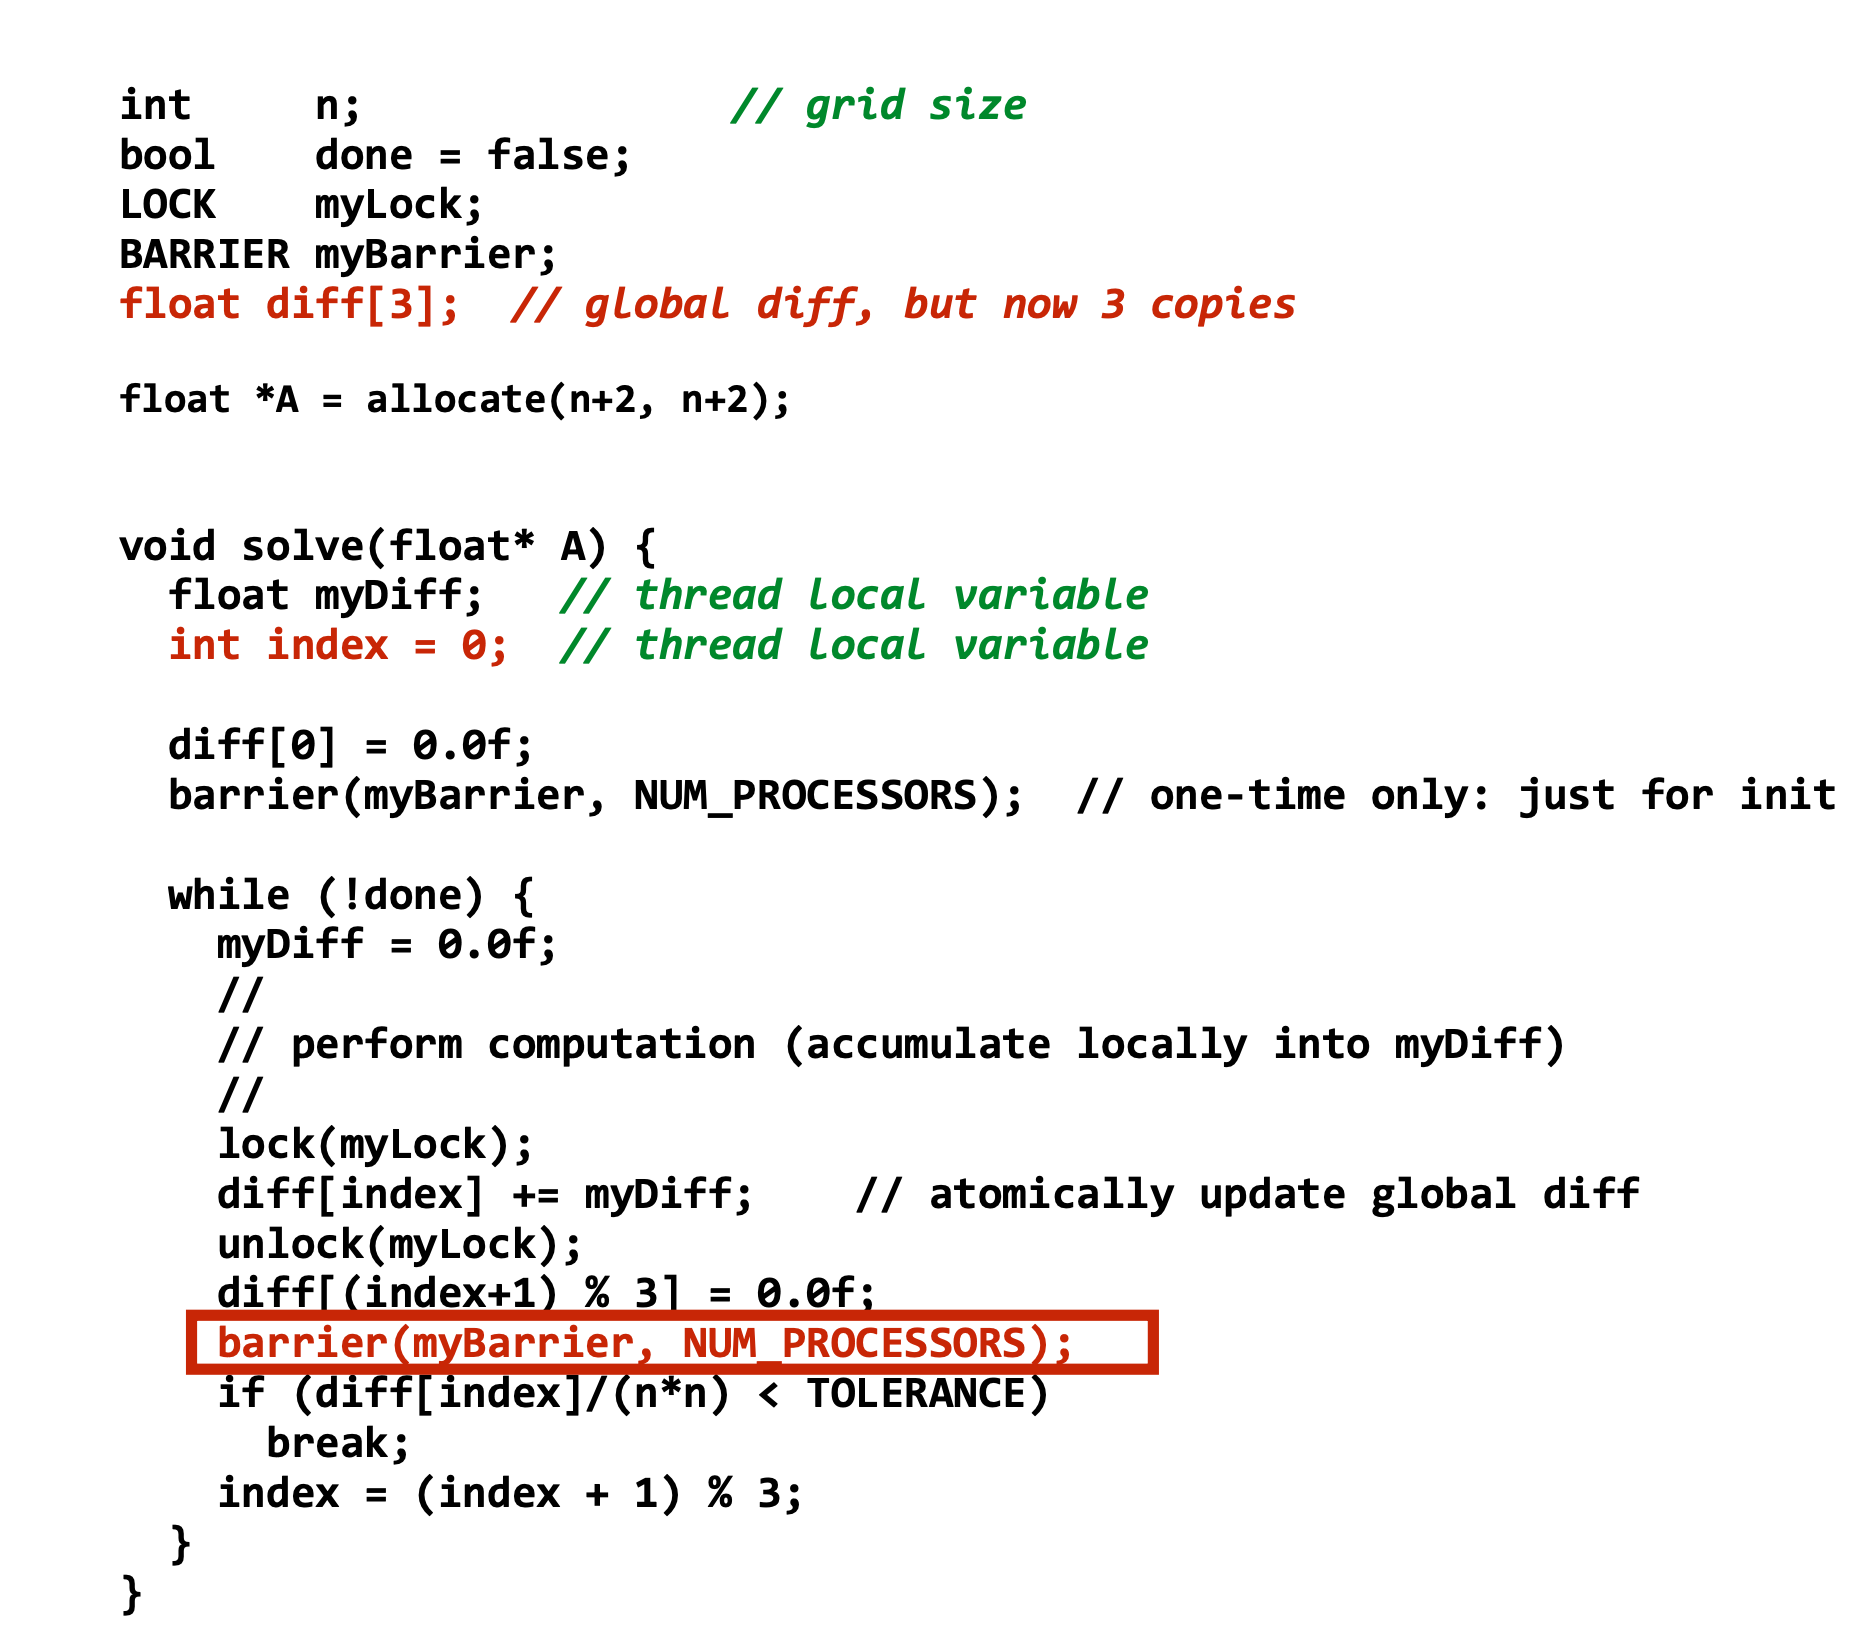 int     n;               // grid size
bool    done = false;
LOCK    myLock;
BARRIER myBarrier;
float diff[3];  // global diff, but now 3 copies
float *A = allocate(n+2, n+2);
void solve(float* A) {
  float myDiff;   // thread local variable
  int index = 0;  // thread local variable
  diff[0] = 0.0f;
  barrier(myBarrier, NUM_PROCESSORS);  // one-time only: just for init
  while (!done) {
    myDiff = 0.0f;
    //
    // perform computation (accumulate locally into myDiff)
    //
    lock(myLock);
    diff[index] += myDiff;    // atomically update global diff
    unlock(myLock);
    diff[(index+1) % 3] = 0.0f;
    barrier(myBarrier, NUM_PROCESSORS);
    if (diff[index]/(n*n) < TOLERANCE)
      break;
    index = (index + 1) % 3;
  }
}